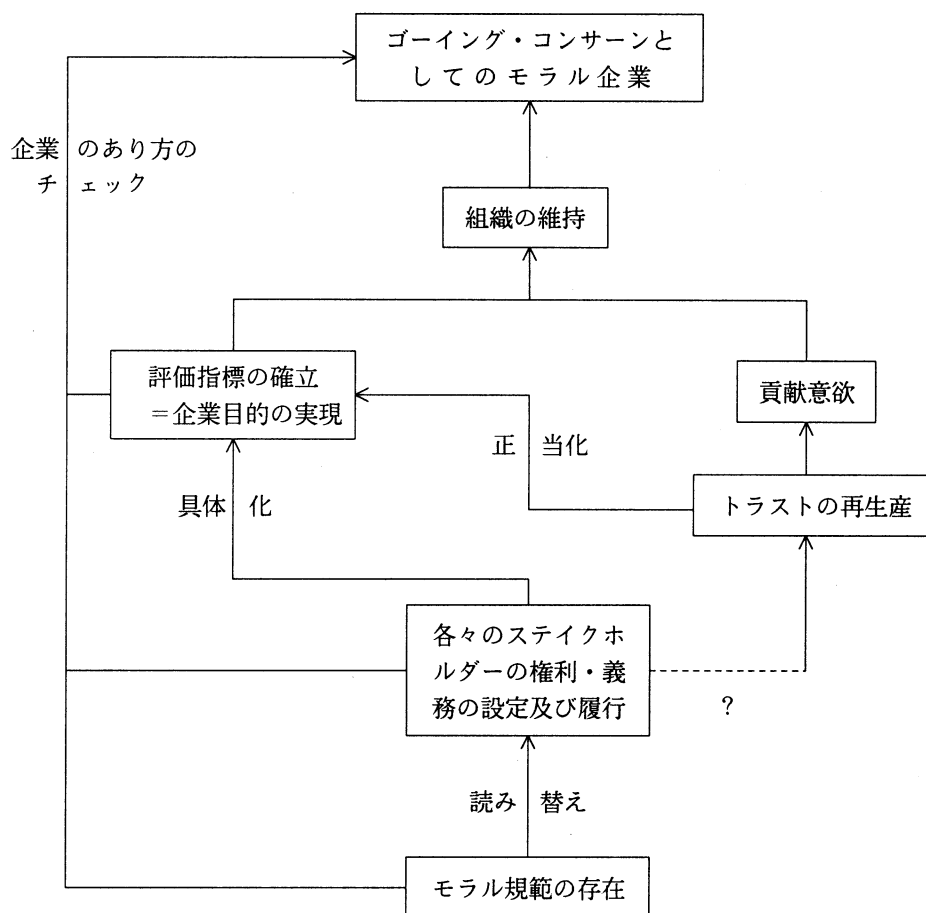 ゴーイング・コンサーンと
してのモラル企業
企業のあり方の
チェック
組織の維持
評価指標の確立
＝企業目的の実現
貢献意欲
正当化
トラストの再生産
具体化
各々のステイクホ
ルダーの権利・義
務の設定及び履行
？
読み替え
モラル規範の存在